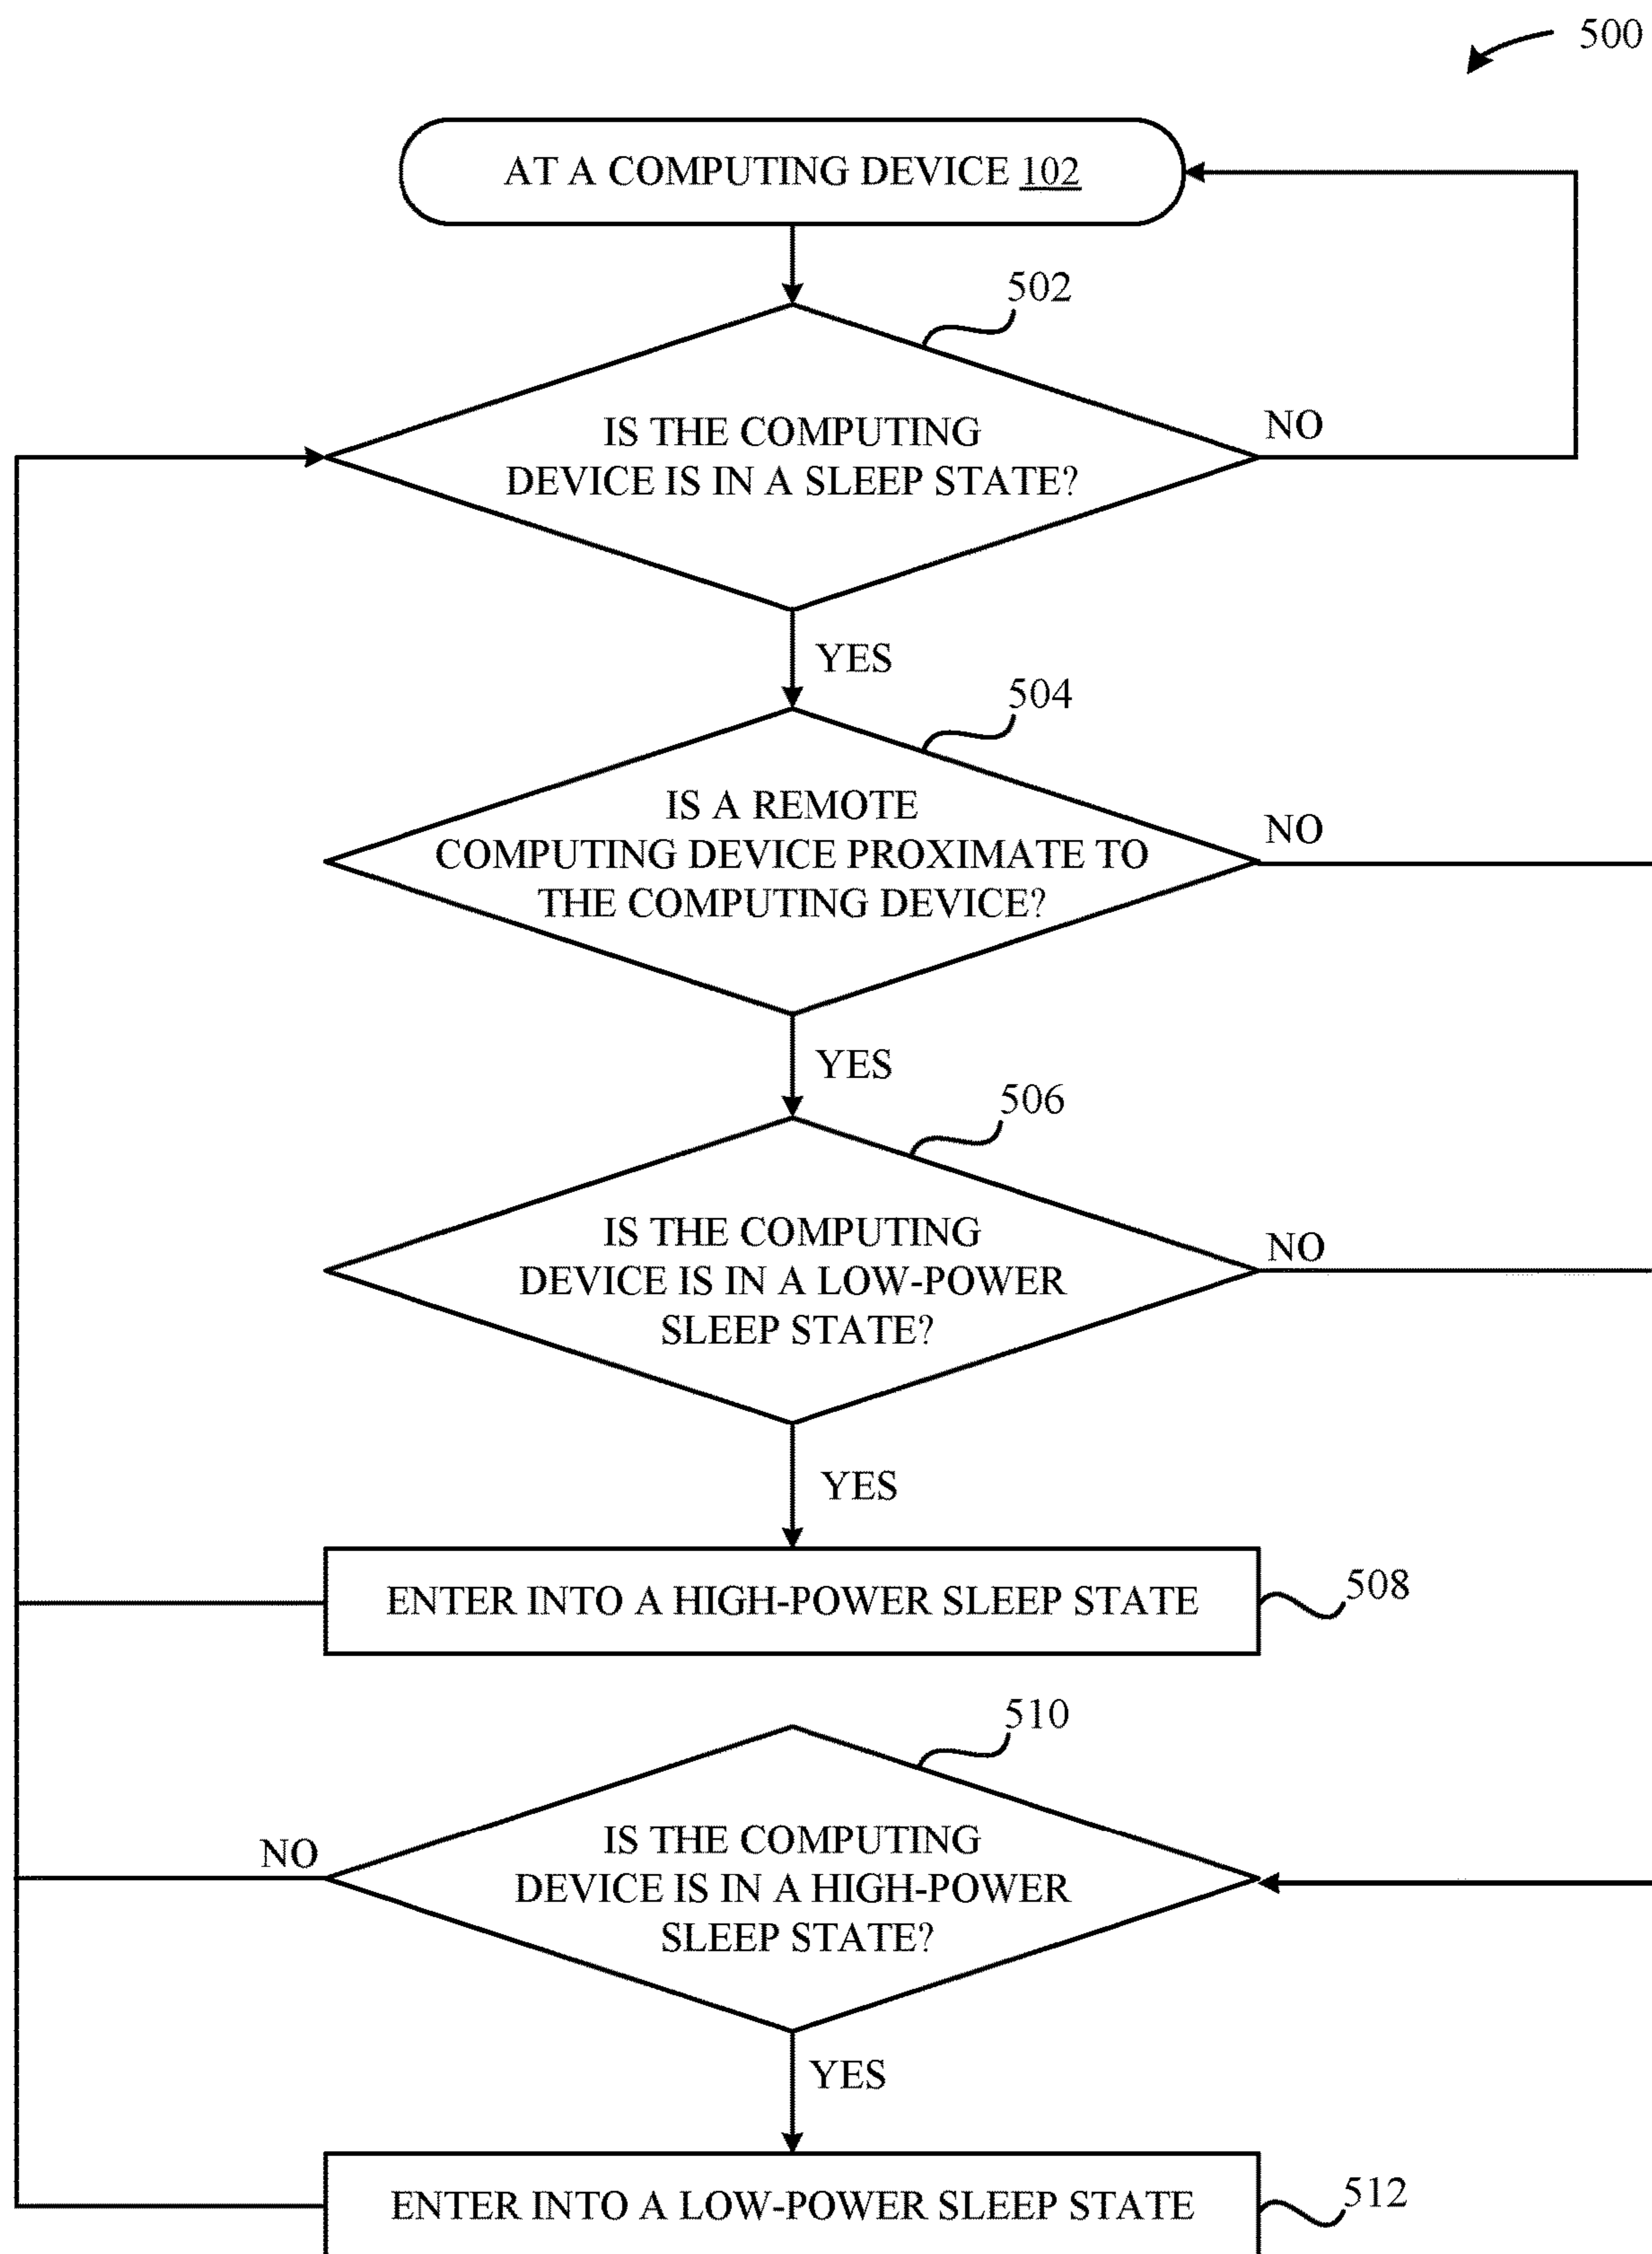 500
AT A COMPUTING DEVICE 102
502
IS THE COMPUTING
DEVICE IS IN A SLEEP STATE?
NO
YES
504
IS A REMOTE
COMPUTING DEVICE PROXIMATE TO
THE COMPUTING DEVICE?
NO
YES
506
IS THE COMPUTING
DEVICE IS IN A LOW-POWER
SLEEP STATE?
NO
YES
ENTER INTO A HIGH-POWER SLEEP STATE
508
510
IS THE COMPUTING
DEVICE IS IN A HIGH-POWER
SLEEP STATE?
NO
YES
ENTER INTO A LOW-POWER SLEEP STATE
512